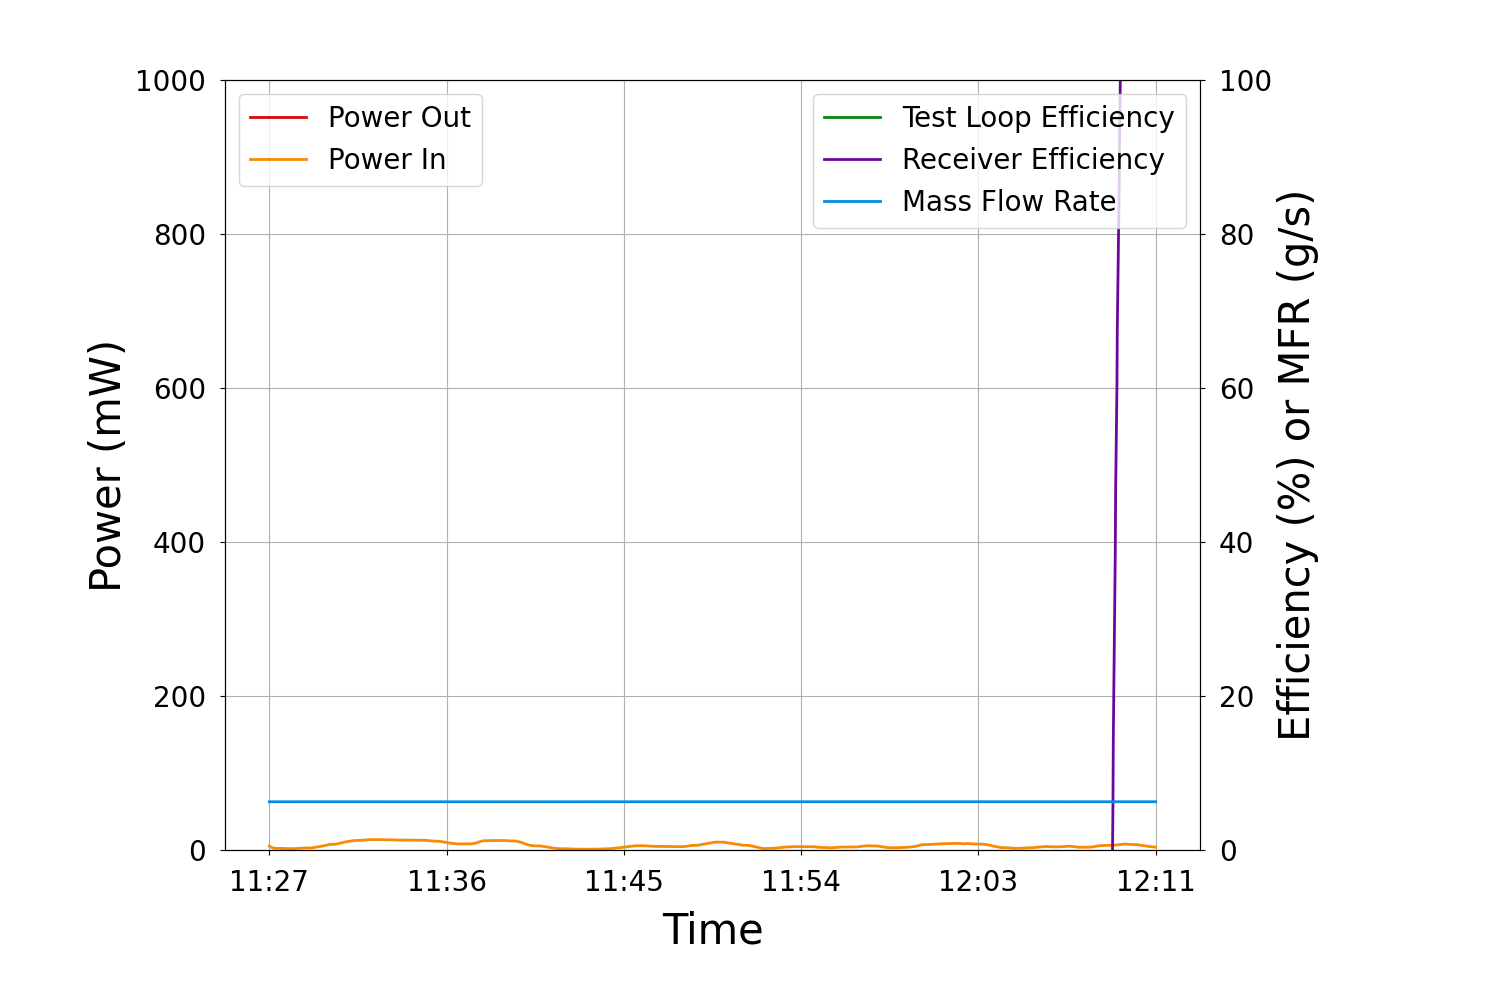 1000
800
600
400
200
0
Power (mW)
Power Out
Power In
Test Loop Efficiency
Receiver Efficiency
Mass Flow Rate
100
80
60
40
20
0
Efficiency (%) or MFR (g/s)
11:27 11:36 11:45 11:54 12:03 12:11
Time